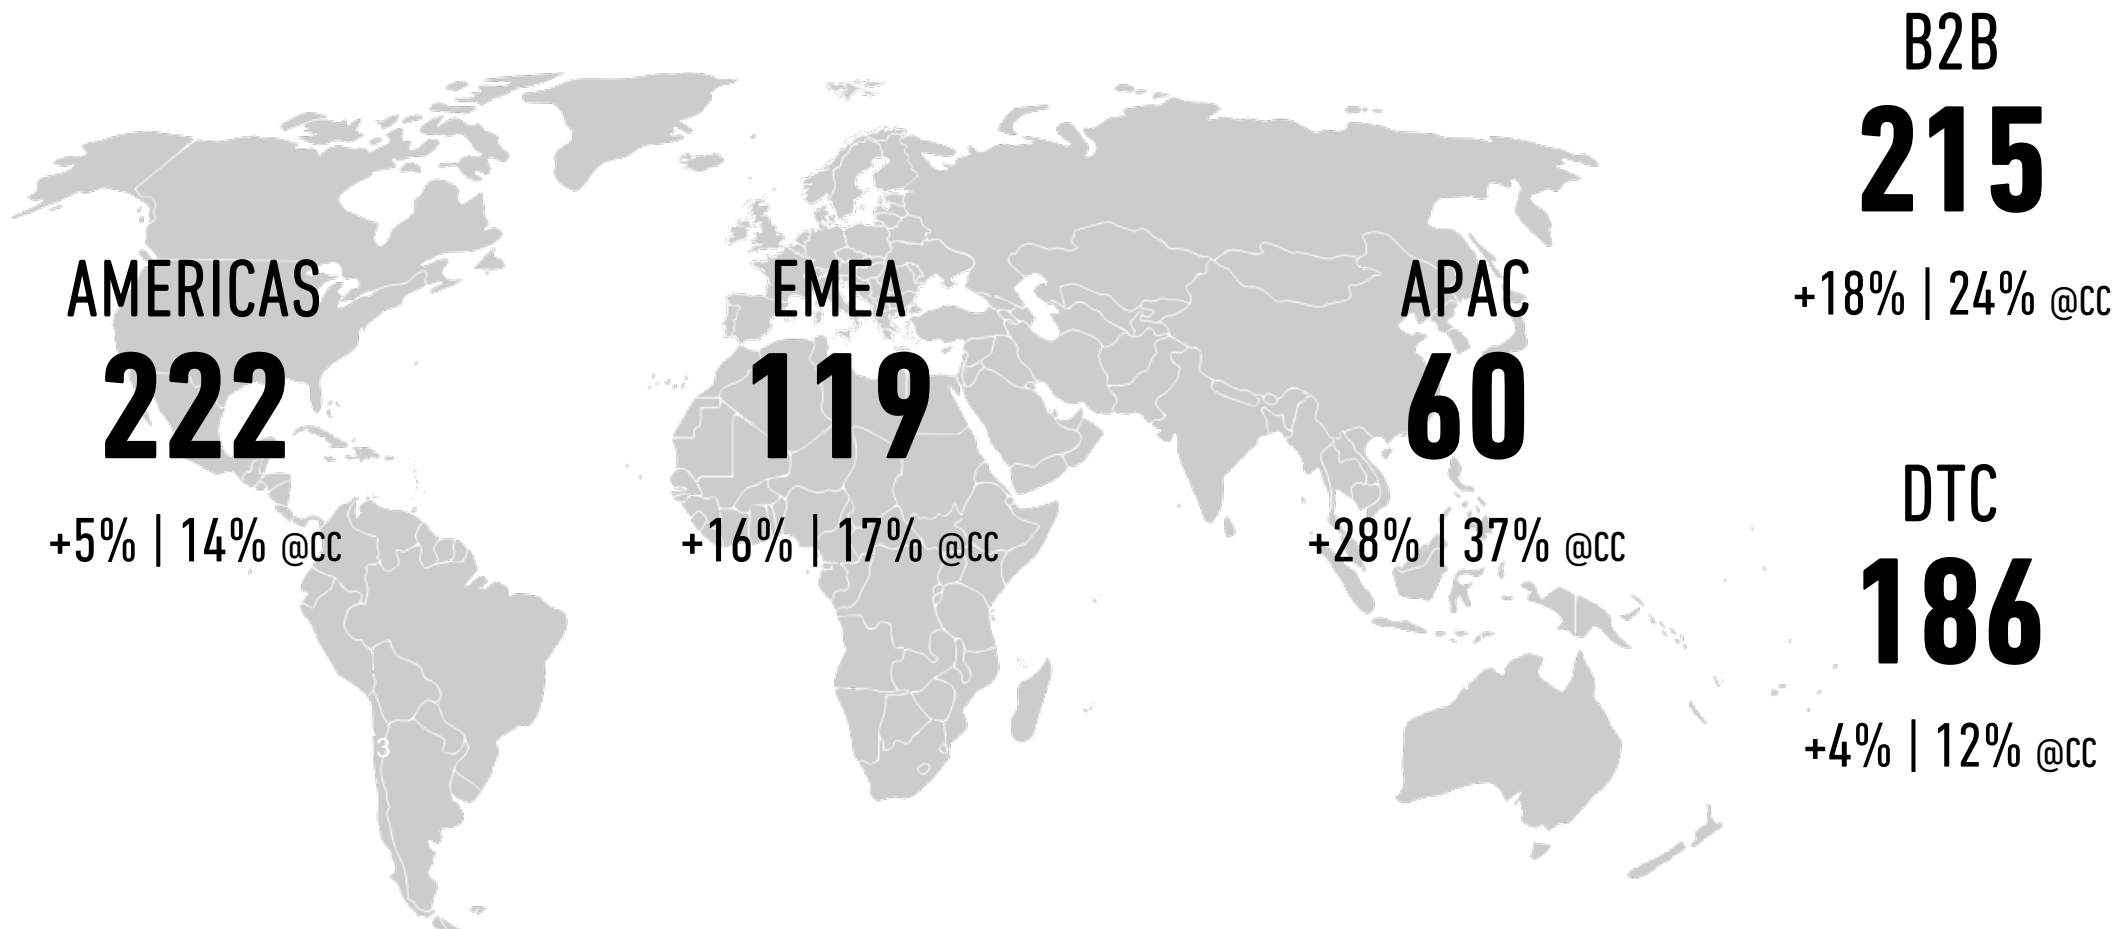 AMERICAS
222
+5% | 14% @CC
EMEA
119
+16% | 17% @CC
APAC
60
+28% | 37% @CC
B2B
215
+18% | 24% @CC
DTC
186
+4% | 12% @CC
3